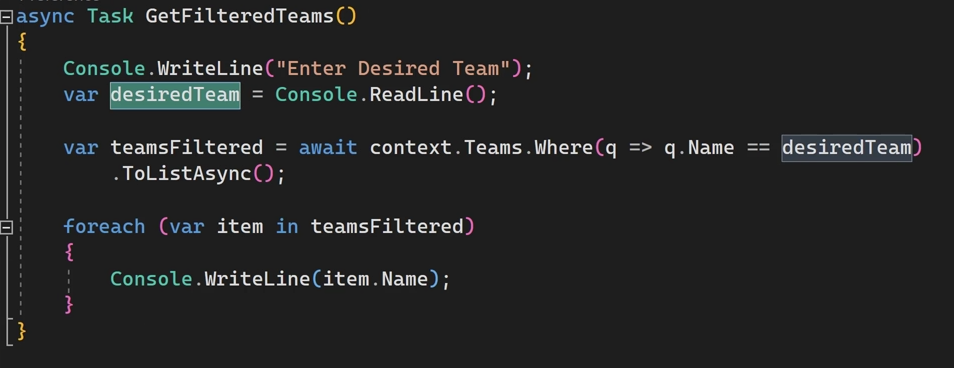 async Task GetFilteredTeams()
{
Console.WriteLine("Enter Desired Team");
var desiredTeam = Console.ReadLine();
var teamsFiltered = await context.Teams.Where(q => q.Name == desiredTeam)
.ToListAsync();
foreach (var item in teamsFiltered)
{
Console.WriteLine(item.Name);
}
}